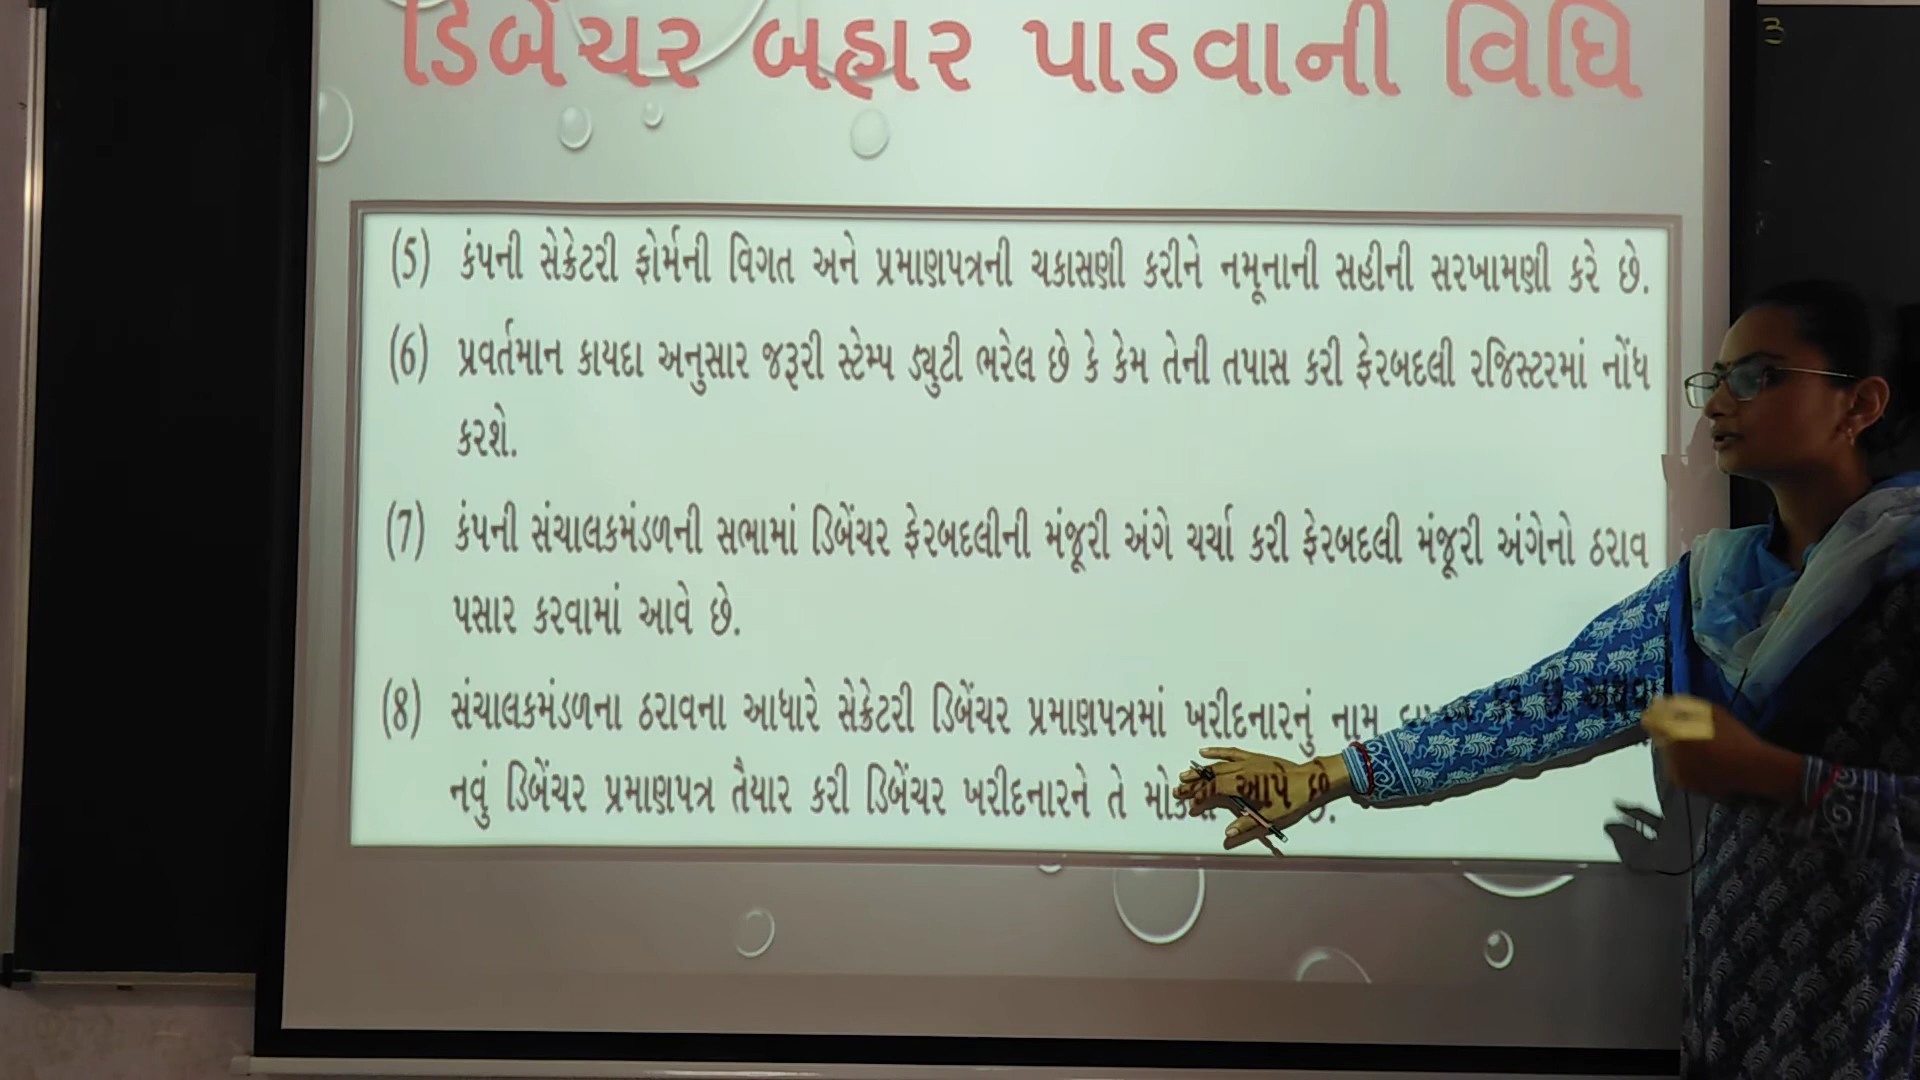 ડિબેંચર બહાર પાડવાની વિધિ
3
(5) કંપની સેક્રેટરી ફોર્મની વિગત અને પ્રમાણપત્રની ચકાસણી કરીને નમૂનાની સહીની સરખામણી કરે છે.
(6) પ્રવર્તમાન કાયદા અનુસાર જરૂરી સ્ટેમ્પ ડ્યુટી ભરેલ છે કે કેમ તેની તપાસ કરી ફેરબદલી રજિસ્ટરમાં નોંધ
કરશે.
(7) કંપની સંચાલકમંડળની સભામાં ડિબેંચર ફેરબદલીની મંજૂરી અંગે ચર્ચા કરી ફેરબદલી મંજૂરી અંગેનો ઠરાવ
પસાર કરવામાં આવે છે.
(8) સંચાલકમંડળના ઠરાવના આધારે સેક્રેટરી ડિબેંચર પ્રમાણપત્રમાં ખરીદનારનું નામ
નવું ડિબેંચર પ્રમાણપત્ર તૈયાર કરી ડિબેંચર ખરીદનારને તે આપે છે.